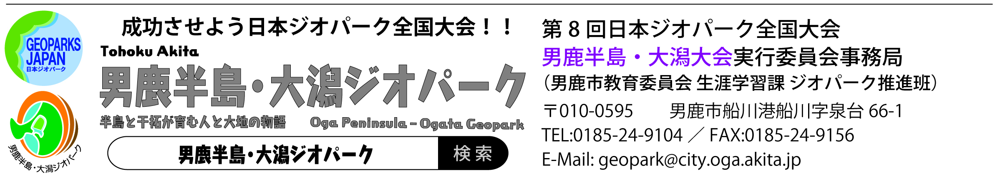 GEOPARKS
JAPAN
日本ジオパーク
男鹿半島・大潟ジオパーク
成功させよう日本ジオパーク全国大会！！
Tohoku Akita
男鹿半島・大潟ジオパーク
半島と干拓が育む人と大地の物語　Oga Peninsula – Ogata Geopark
男鹿半島・大潟ジオパーク　検索
第８回日本ジオパーク全国大会
男鹿半島・大潟大会実行委員会事務局
（男鹿市教育委員会 生涯学習課 ジオパーク推進班）
〒010-0595　男鹿市船川港船川字泉台 66-1
TEL:0185-24-9104 ／ FAX:0185-24-9156
E-Mail: geopark@city.oga.akita.jp